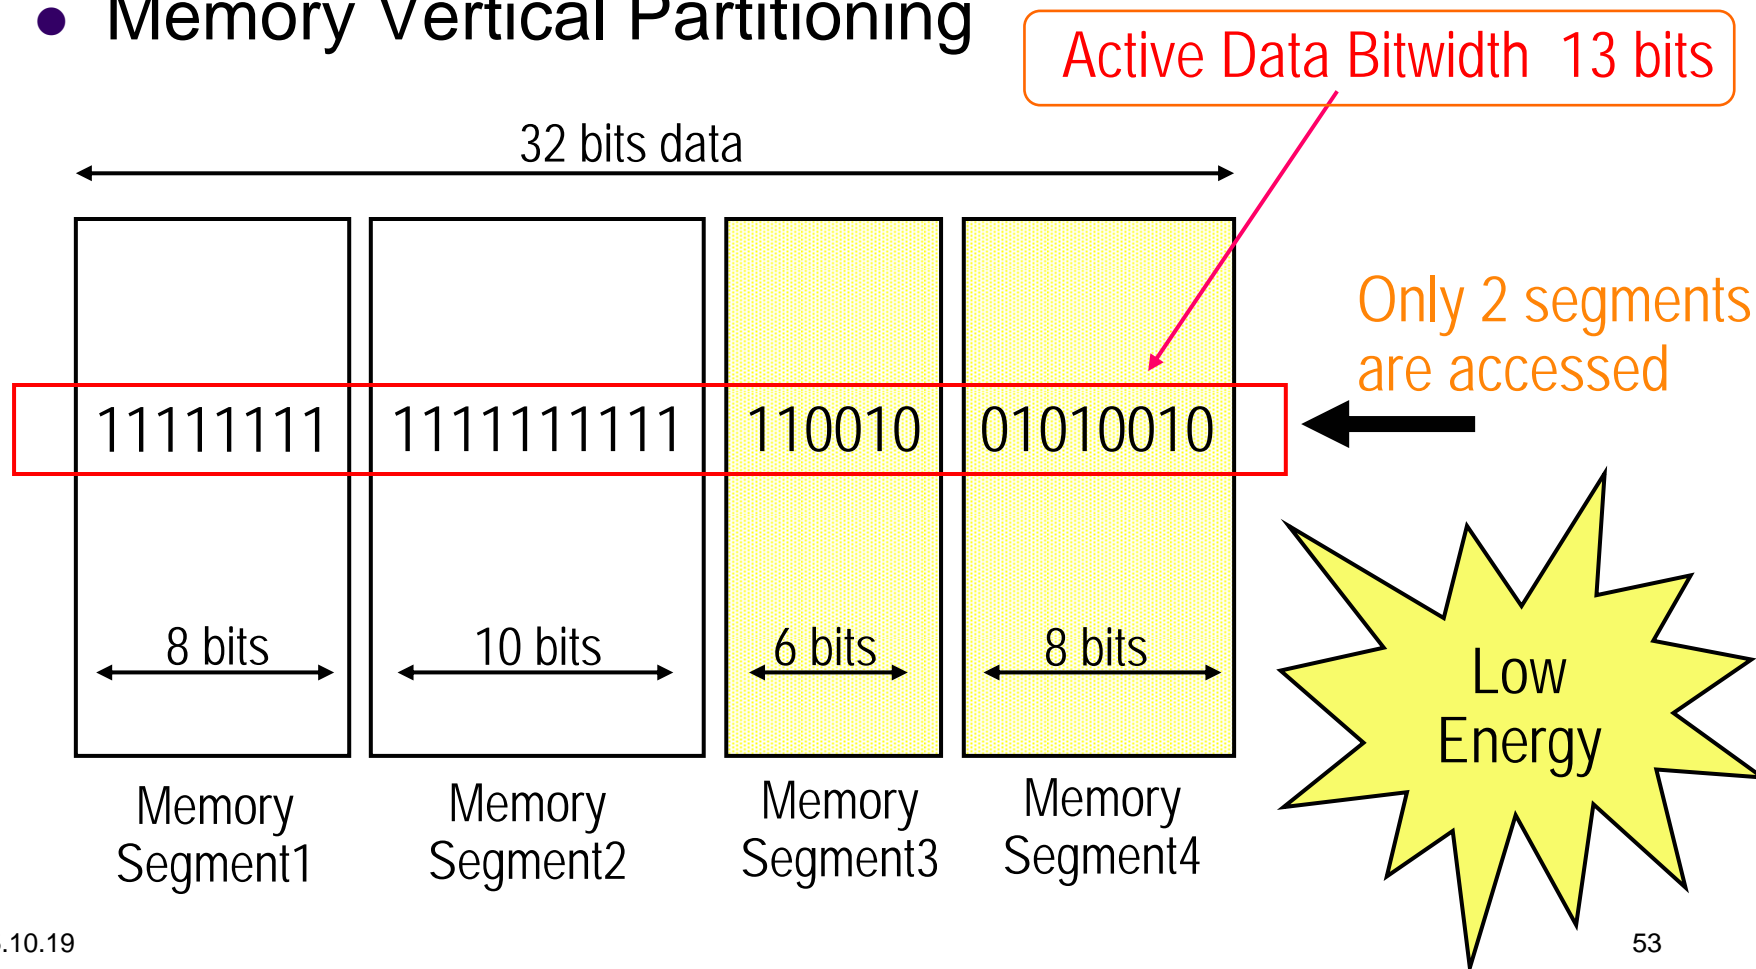 Memory Vertical Partitioning
Active Data Bitwidth 13 bits
32 bits data
Only 2 segments
are accessed
11111111 1111111111 110010 01010010
8 bits 10 bits 6 bits 8 bits
Low
Energy
Memory
Segment1
Memory
Segment2
Memory
Segment3
Memory
Segment4
.10.19
53